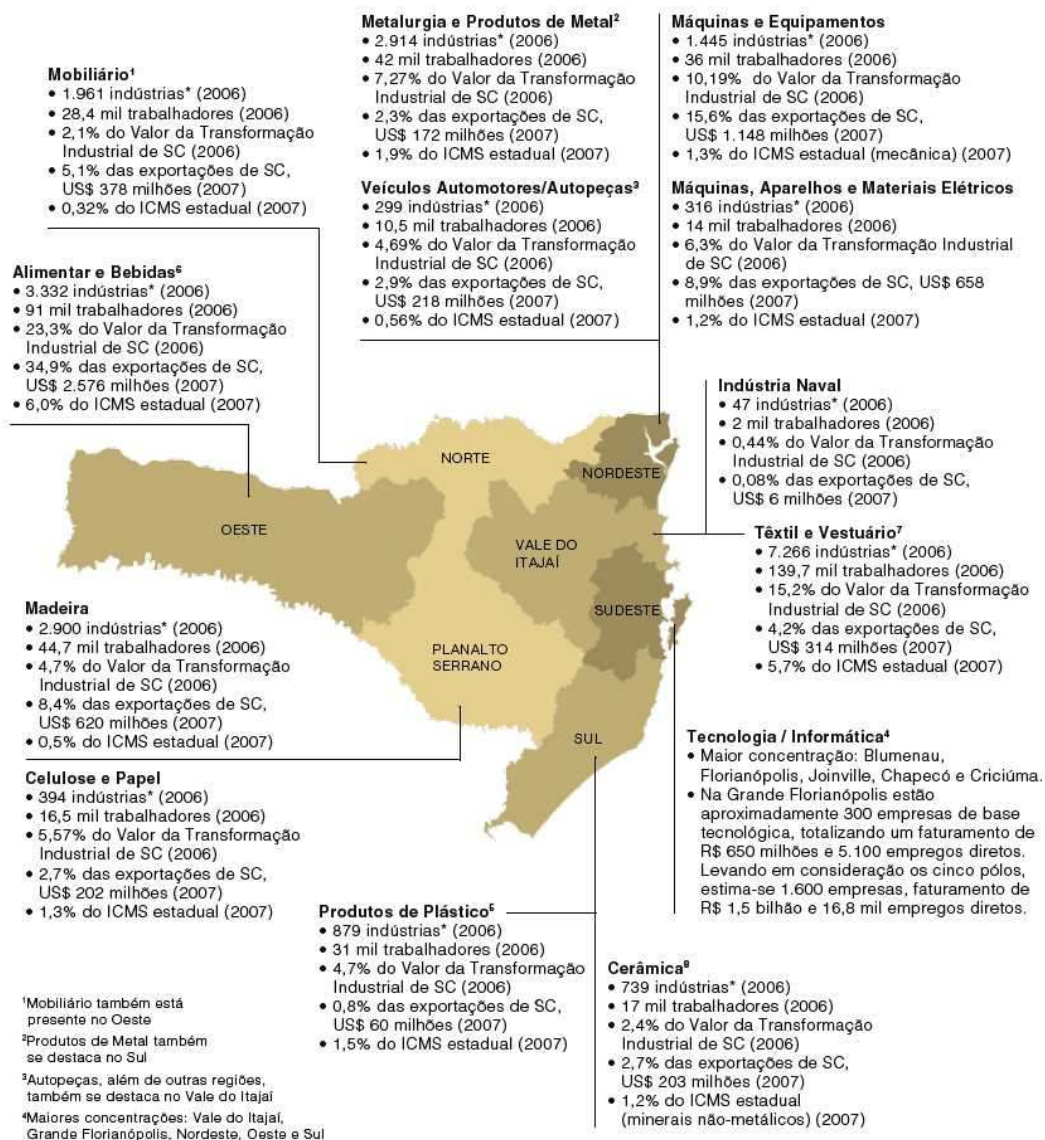 Metalurgia e Produtos de Metal²
• 2.914 indústrias* (2006)
• 42 mil trabalhadores (2006)
• 7,27% do Valor da Transformação
Industrial de SC (2006)
• 2,3% das exportações de SC,
US$ 172 milhões (2007)
• 1,9% do ICMS estadual (2007)
Máquinas e Equipamentos
• 1.445 indústrias* (2006)
• 36 mil trabalhadores (2006)
• 10,19% do Valor da Transformação
Industrial de SC (2006)
• 15,6% das exportações de SC,
US$ 1.148 milhões (2007)
• 1,3% do ICMS estadual (mecânica) (2007)
Mobiliário¹
• 1.961 indústrias* (2006)
• 28,4 mil trabalhadores (2006)
• 2,1% do Valor da Transformação
Industrial de SC (2006)
• 5,1% das exportações de SC,
US$ 378 milhões (2007)
• 0,32% do ICMS estadual (2007)
Veículos Automotores/Autopeças³
• 299 indústrias* (2006)
• 10,5 mil trabalhadores (2006)
• 4,69% do Valor da Transformação
Industrial de SC (2006)
• 2,9% das exportações de SC,
US$ 218 milhões (2007)
• 0,56% do ICMS estadual (2007)
Máquinas, Aparelhos e Materiais Elétricos
• 316 indústrias* (2006)
• 14 mil trabalhadores (2006)
• 6,3% do Valor da Transformação Industrial
de SC (2006)
• 8,9% das exportações de SC, US$ 658
milhões (2007)
• 1,2% do ICMS estadual (2007)
Alimentar e Bebidas⁶
• 3.332 indústrias* (2006)
• 91 mil trabalhadores (2006)
• 23,3% do Valor da Transformação
Industrial de SC (2006)
• 34,9% das exportações de SC,
US$ 2.576 milhões (2007)
• 6,0% do ICMS estadual (2007)
Indústria Naval
• 47 indústrias* (2006)
• 2 mil trabalhadores (2006)
• 0,44% do Valor da Transformação
Industrial de SC (2006)
• 0,08% das exportações de SC,
US$ 6 milhões (2007)
NORTE
NORDESTE
OESTE
VALE DO
ITAJAÍ
SUDESTE
PLANALTO
SERRANO
SUL
Têxtil e Vestuário⁷
• 7.266 indústrias* (2006)
• 139,7 mil trabalhadores (2006)
• 15,2% do Valor da Transformação
Industrial de SC (2006)
• 4,2% das exportações de SC,
US$ 314 milhões (2007)
• 5,7% do ICMS estadual (2007)
Madeira
• 2.900 indústrias* (2006)
• 44,7 mil trabalhadores (2006)
• 4,7% do Valor da Transformação
Industrial de SC (2006)
• 8,4% das exportações de SC,
US$ 620 milhões (2007)
• 0,5% do ICMS estadual (2007)
Tecnologia / Informática⁴
• Maior concentração: Blumenau,
Florianópolis, Joinville, Chapecó e Criciúma.
• Na Grande Florianópolis estão
aproximadamente 300 empresas de base
tecnológica, totalizando um faturamento de
R$ 650 milhões e 5.100 empregos diretos.
Levando em consideração os cinco pólos,
estima-se 1.600 empresas, faturamento de
R$ 1,5 bilhão e 16,8 mil empregos diretos.
Celulose e Papel
• 394 indústrias* (2006)
• 16,5 mil trabalhadores (2006)
• 5,57% do Valor da Transformação
Industrial de SC (2006)
• 2,7% das exportações de SC,
US$ 202 milhões (2007)
• 1,3% do ICMS estadual (2007)
Produtos de Plástico⁵
• 879 indústrias* (2006)
• 31 mil trabalhadores (2006)
• 4,7% do Valor da Transformação
Industrial de SC (2006)
• 0,8% das exportações de SC,
US$ 60 milhões (2007)
• 1,5% do ICMS estadual (2007)
Cerâmica⁸
• 739 indústrias* (2006)
• 17 mil trabalhadores (2006)
• 2,4% do Valor da Transformação
Industrial de SC (2006)
• 2,7% das exportações de SC,
US$ 203 milhões (2007)
• 1,2% do ICMS estadual
(minerais não-metálicos) (2007)
¹Mobiliário também está
presente no Oeste
²Produtos de Metal também
se destaca no Sul
³Autopeças, além de outras regiões,
também se destaca no Vale do Itajaí
⁴Maiores concentrações: Vale do Itajaí,
Grande Florianópolis, Nordeste, Oeste e Sul